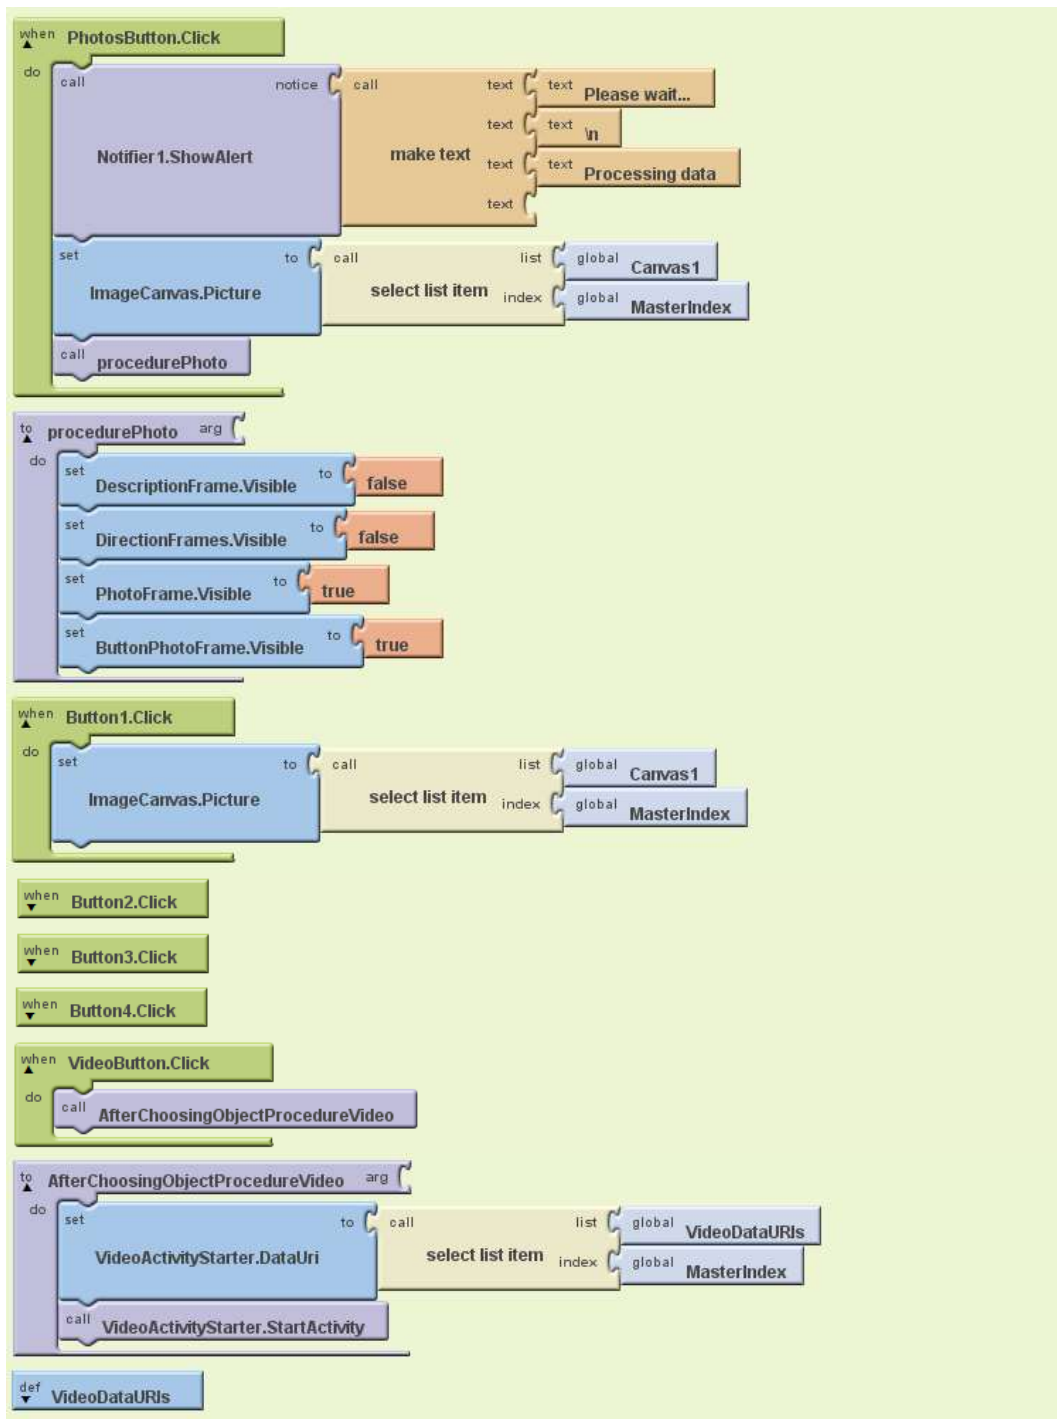 when PhotosButton.Click
do
call notice call text text Please wait...
text text \n
Notifier1.ShowAlert make text text text Processing data
text
set to call list global Canvas1
ImageCanvas.Picture select list item index global MasterIndex
call procedurePhoto
to procedurePhoto arg
do
set DescriptionFrame.Visible to false
set DirectionFrames.Visible to false
set PhotoFrame.Visible to true
set ButtonPhotoFrame.Visible to true
when Button1.Click
do
set to call list global Canvas1
ImageCanvas.Picture select list item index global MasterIndex
when Button2.Click
when Button3.Click
when Button4.Click
when VideoButton.Click
do
call AfterChoosingObjectProcedureVideo
to AfterChoosingObjectProcedureVideo arg
do
set to call list global VideoDataURIs
VideoActivityStarter.DataUri select list item index global MasterIndex
call VideoActivityStarter.StartActivity
def VideoDataURIs